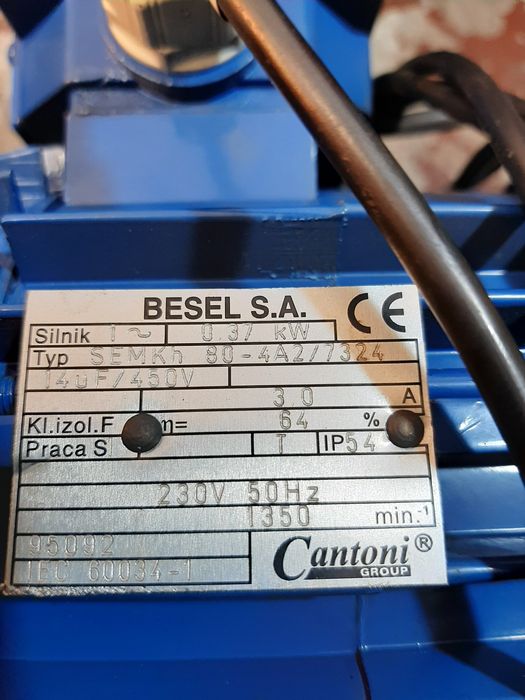 BESEL S.A.
CE
Silnik 1~ 0.37 kW
Typ SEMKh 80-4A2/7324
14µF/450V
3.0 A
Kl.izol.F η= 64 %
Praca S T IP54
230V 50Hz
1350 min.-1
95092
IEC 60034-1
Cantoni®
GROUP